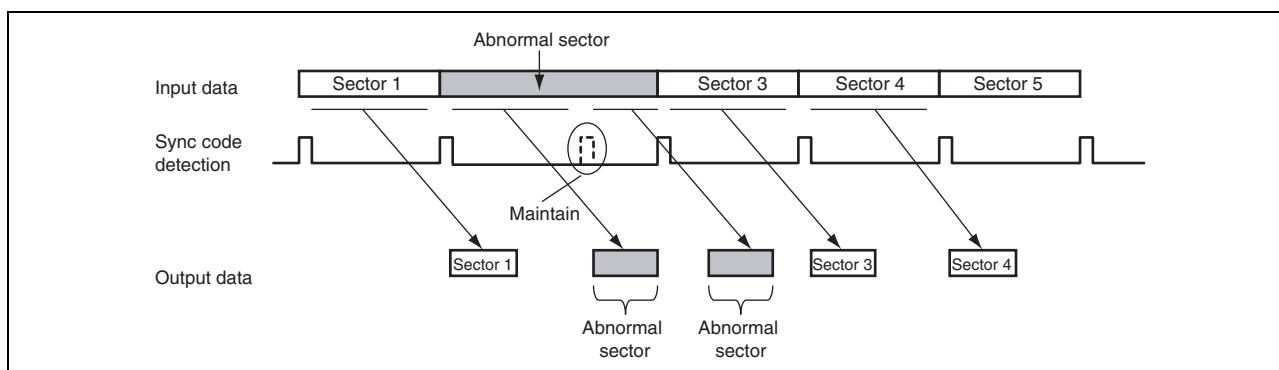 Abnormal sector
Input data
Sector 1
Sector 3
Sector 4
Sector 5
Sync code
detection
Maintain
Output data
Sector 1
Sector 3
Sector 4
Abnormal
sector
Abnormal
sector